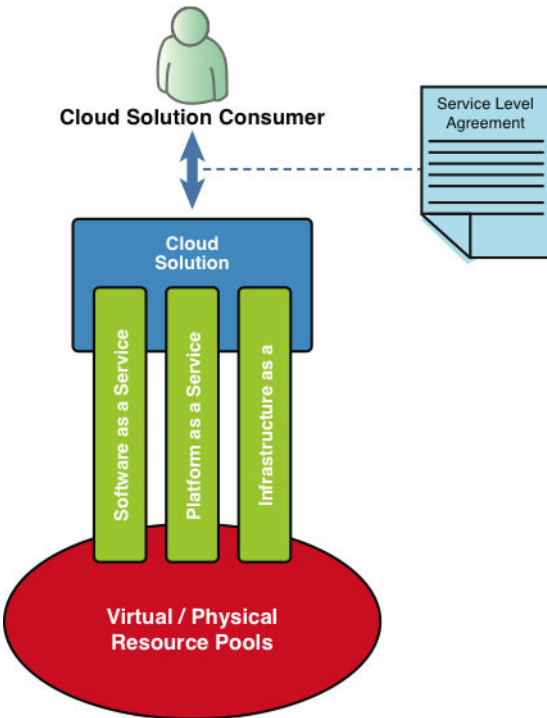 Cloud Solution Consumer
Service Level
Agreement
Cloud
Solution
Software as a Service
Platform as a Service
Infrastructure as a
Virtual / Physical
Resource Pools